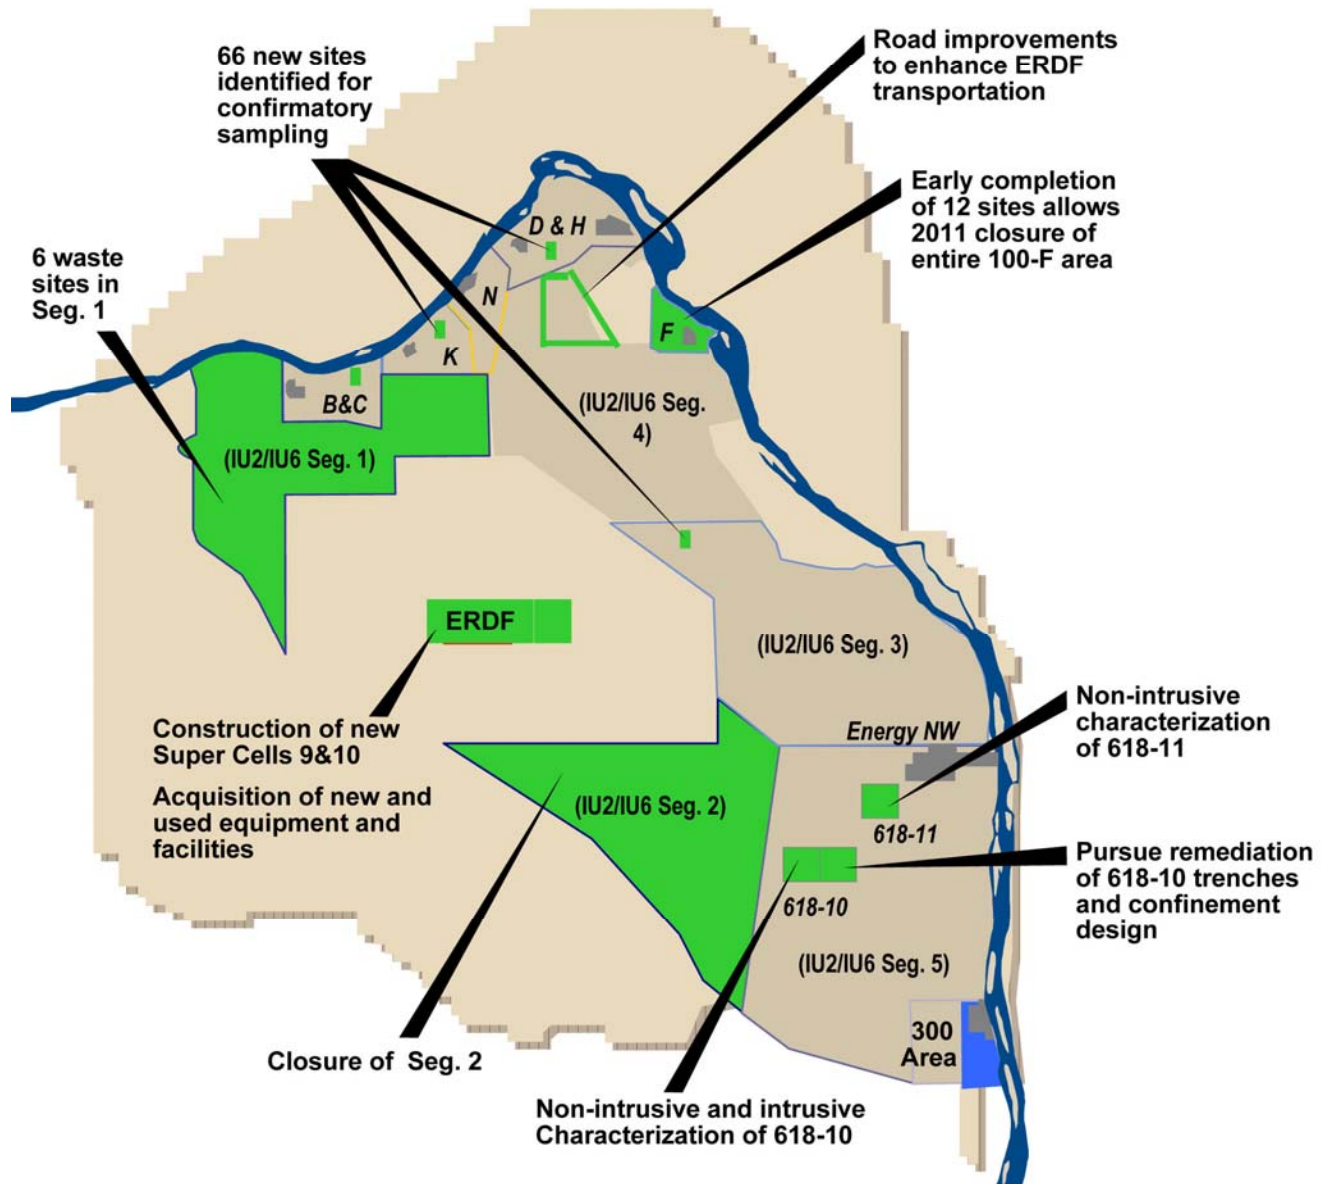 66 new sites
identified for
confirmatory
sampling
Road improvements
to enhance ERDF
transportation
Early completion
of 12 sites allows
2011 closure of
entire 100-F area
6 waste
sites in
Seg. 1
D & H
N
K
F
B&C
(IU2/IU6 Seg.
4)
(IU2/IU6 Seg. 1)
ERDF
(IU2/IU6 Seg. 3)
Construction of new
Super Cells 9&10
Acquisition of new and
used equipment and
facilities
Energy NW
Non-intrusive
characterization
of 618-11
(IU2/IU6 Seg. 2)
618-11
Pursue remediation
of 618-10 trenches
and confinement
design
618-10
(IU2/IU6 Seg. 5)
300
Area
Closure of  Seg. 2
Non-intrusive and intrusive
Characterization of 618-10